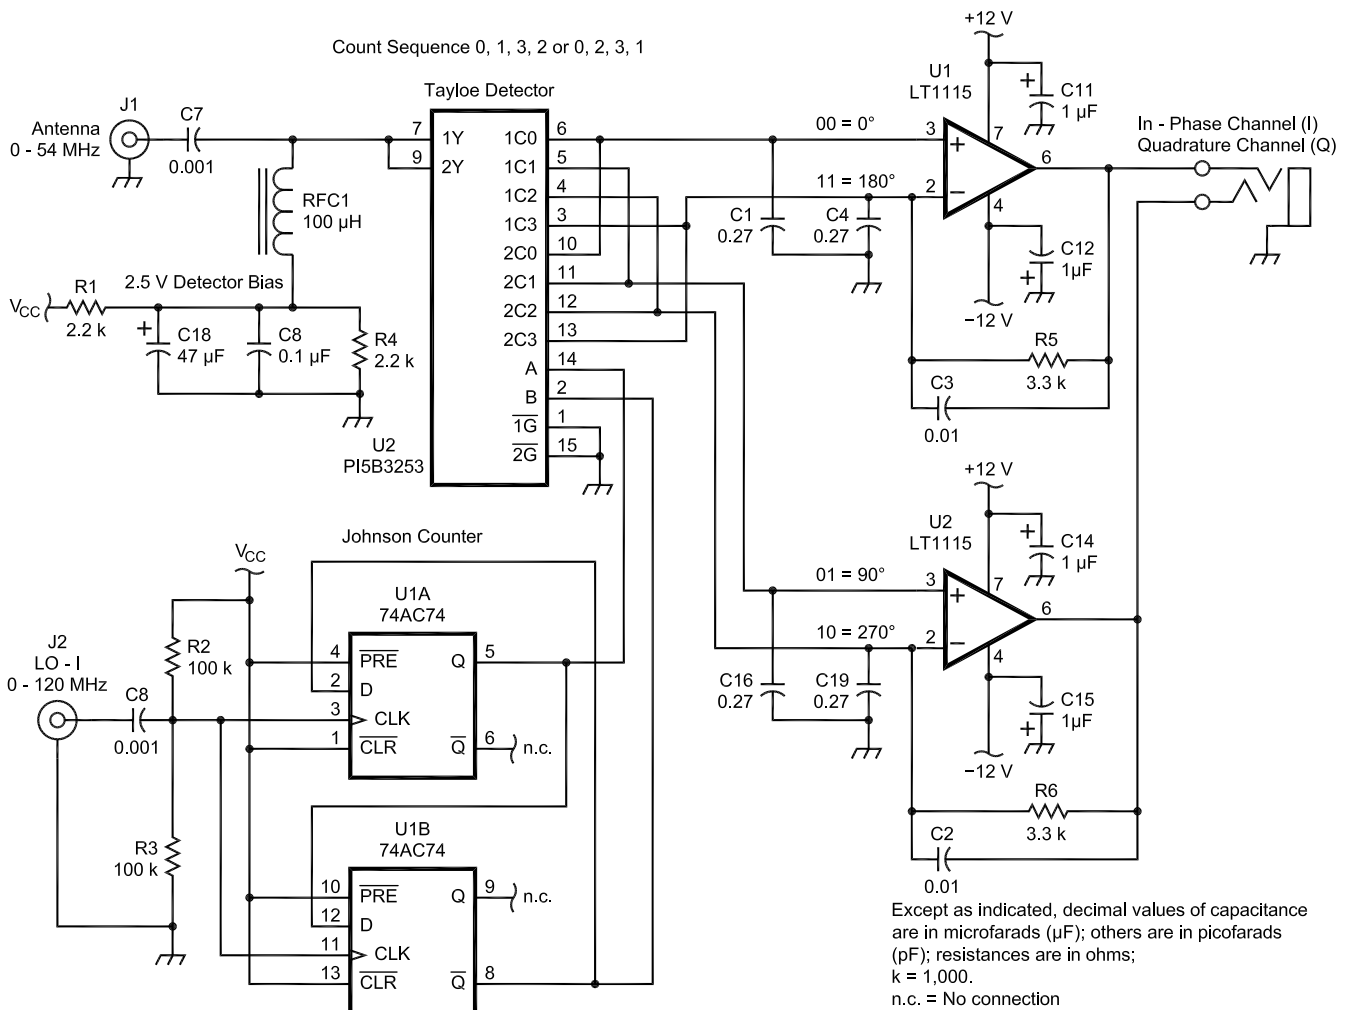 Count Sequence 0, 1, 3, 2 or 0, 2, 3, 1
Tayloe Detector
J1
Antenna
0 - 54 MHz
C7
0.001
RFC1
100 µH
2.5 V Detector Bias
VCC
R1
2.2 k
+
C18
47 µF
C8
0.1 µF
R4
2.2 k
7
9
1Y
2Y
1C0
1C1
1C2
1C3
2C0
2C1
2C2
2C3
A
B
1G
2G
6
5
4
3
10
11
12
13
14
2
1
15
U2
PI5B3253
00 = 0°
11 = 180°
C1
0.27
C4
0.27
+12 V
U1
LT1115
+
C11
1 µF
3
2
+
−
7
6
4
C12
1µF
+
−12 V
R5
3.3 k
C3
0.01
In - Phase Channel (I)
Quadrature Channel (Q)
+12 V
U2
LT1115
+
C14
1 µF
01 = 90°
10 = 270°
C16
0.27
C19
0.27
3
2
+
−
7
6
4
C15
1µF
+
−12 V
R6
3.3 k
C2
0.01
Johnson Counter
VCC
J2
LO - I
0 - 120 MHz
C8
0.001
R2
100 k
R3
100 k
U1A
74AC74
4
PRE
Q
5
2
D
3
CLK
1
CLR
Q
6
n.c.
U1B
74AC74
10
PRE
Q
9
n.c.
12
D
11
CLK
13
CLR
Q
8
Except as indicated, decimal values of capacitance
are in microfarads (µF); others are in picofarads
(pF); resistances are in ohms;
k = 1,000.
n.c. = No connection